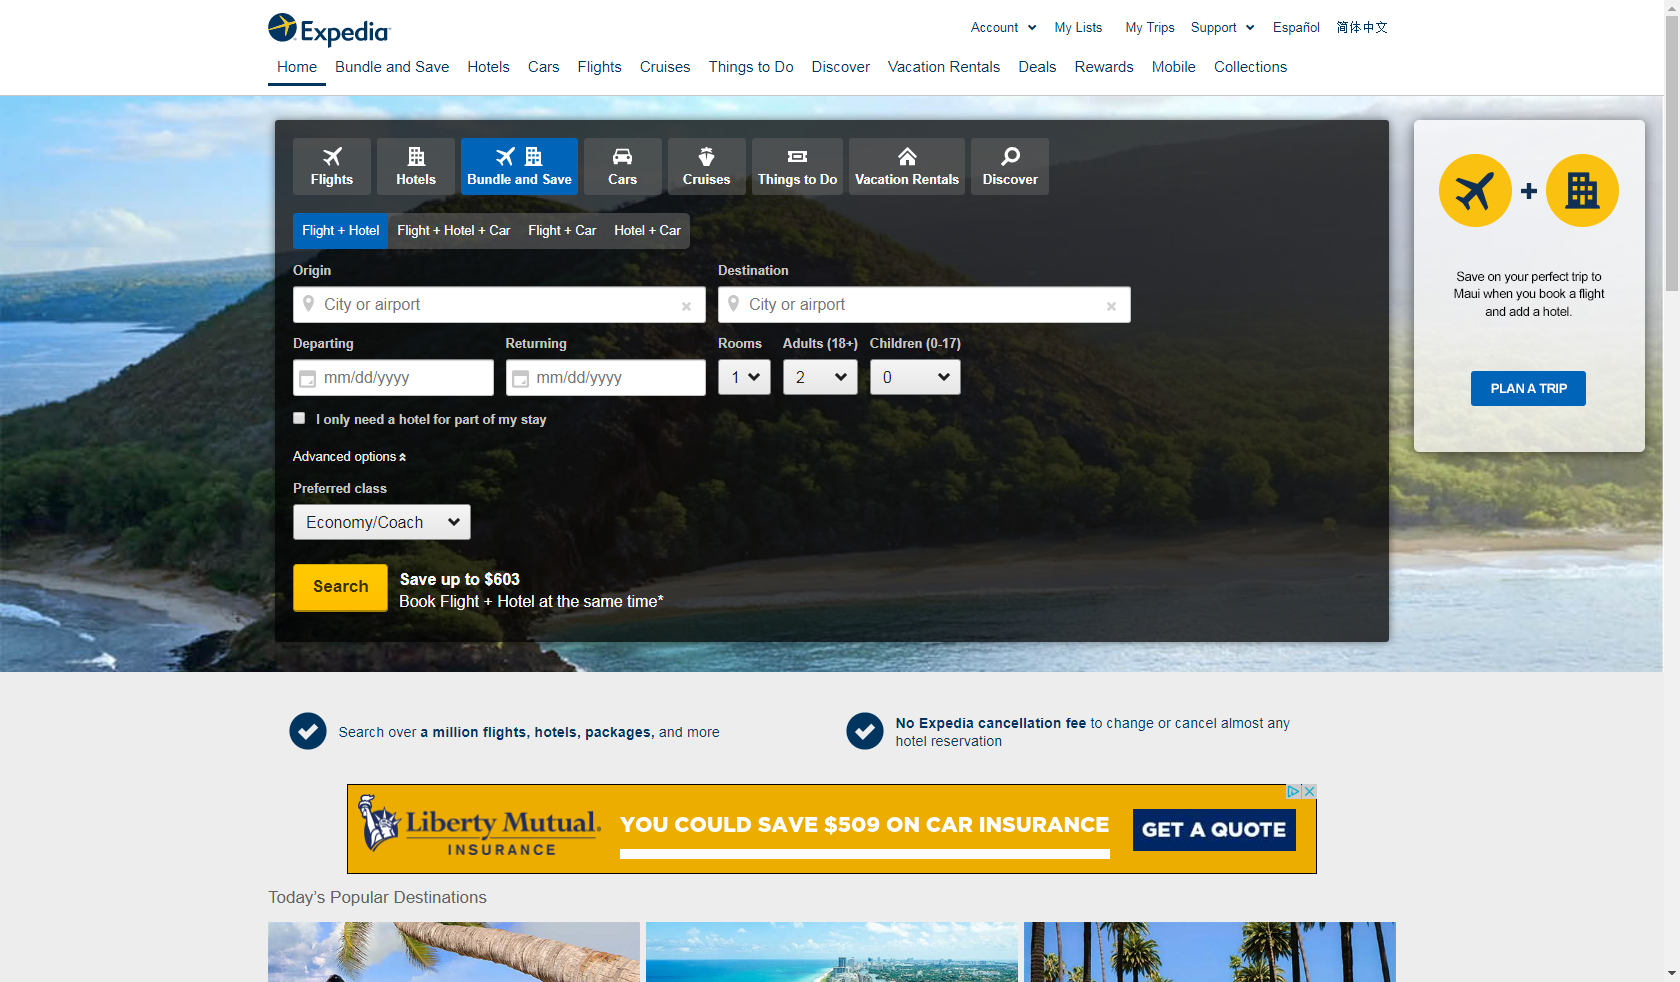 Expedia
Account
My Lists
My Trips
Support
Español
简体中文
Home
Bundle and Save
Hotels
Cars
Flights
Cruises
Things to Do
Discover
Vacation Rentals
Deals
Rewards
Mobile
Collections
Flights
Hotels
Bundle and Save
Cars
Cruises
Things to Do
Vacation Rentals
Discover
Flight + Hotel
Flight + Hotel + Car
Flight + Car
Hotel + Car
Origin
Destination
City or airport
City or airport
Departing
Returning
Rooms
Adults (18+)
Children (0-17)
mm/dd/yyyy
mm/dd/yyyy
1
2
0
I only need a hotel for part of my stay
Advanced options
Preferred class
Economy/Coach
Search
Save up to $603
Book Flight + Hotel at the same time*
Save on your perfect trip to
Maui when you book a flight
and add a hotel.
PLAN A TRIP
Search over a million flights, hotels, packages, and more
No Expedia cancellation fee to change or cancel almost any
hotel reservation
Liberty Mutual.
INSURANCE
YOU COULD SAVE $509 ON CAR INSURANCE
GET A QUOTE
Today's Popular Destinations